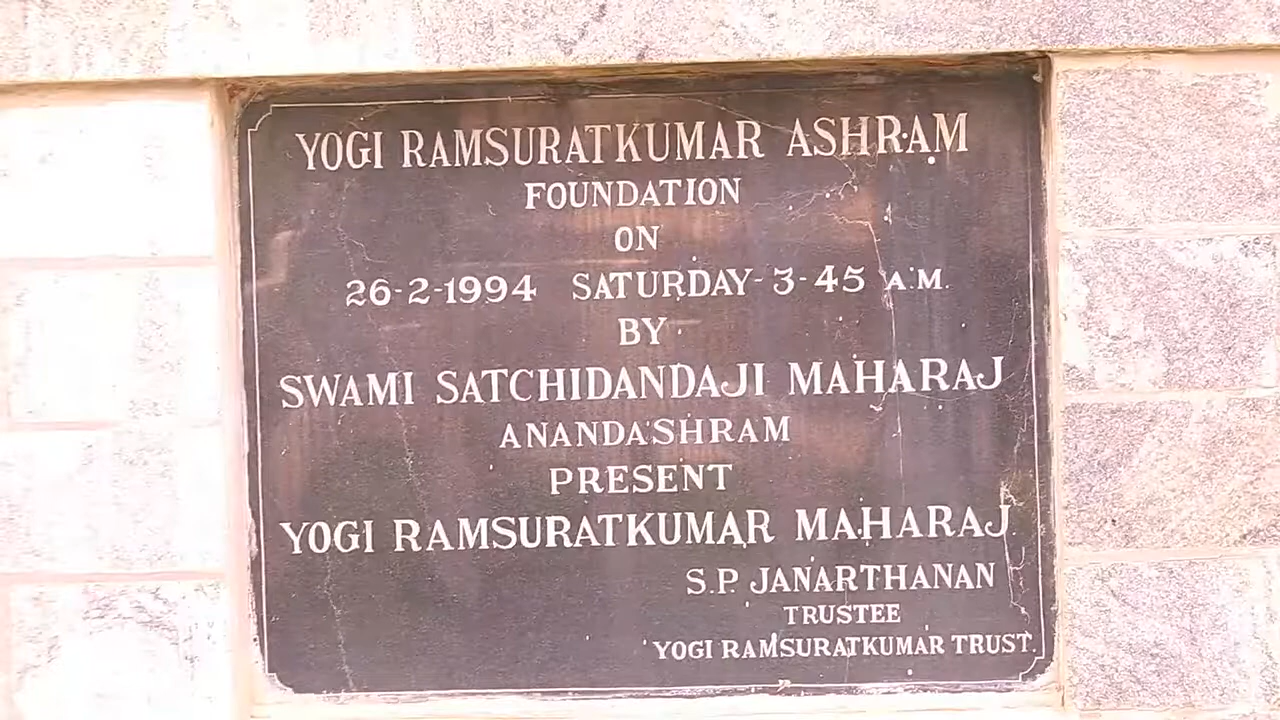 YOGI RAMSURATKUMAR ASHRAM
FOUNDATION
ON
26-2-1994 SATURDAY-3-45 A.M.
BY
SWAMI SATCHIDANDAJI MAHARAJ
ANANDASHRAM
PRESENT
YOGI RAMSURATKUMAR MAHARAJ
S.P. JANARTHANAN
TRUSTEE
YOGI RAMSURATKUMAR TRUST.